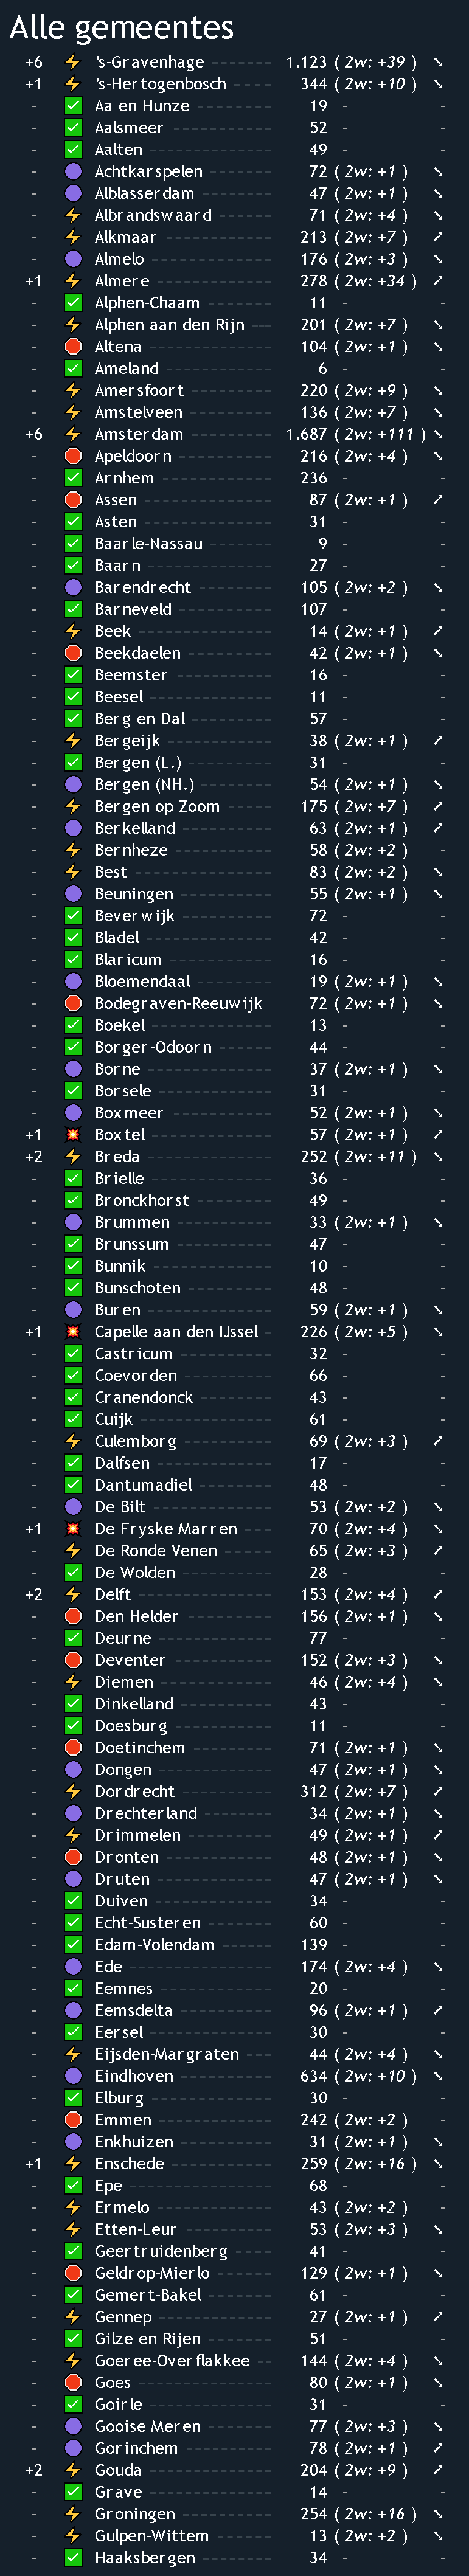 Alle gemeentes
+6 ⚡ 's-Gravenhage 1.123 ( 2w: +39 ) ➘
+1 ⚡ 's-Hertogenbosch 344 ( 2w: +10 ) ➘
- ✅ Aa en Hunze 19 - -
- ✅ Aalsmeer 52 - -
- ✅ Aalten 49 - -
- 🟣 Achtkarspelen 72 ( 2w: +1 ) ➘
- 🟣 Alblasserdam 47 ( 2w: +1 ) ➘
- ⚡ Albrandswaard 71 ( 2w: +4 ) ➘
- ⚡ Alkmaar 213 ( 2w: +7 ) ➚
- 🟣 Almelo 176 ( 2w: +3 ) ➘
+1 ⚡ Almere 278 ( 2w: +34 ) ➚
- ✅ Alphen-Chaam 11 - -
- ⚡ Alphen aan den Rijn 201 ( 2w: +7 ) ➘
- 🛑 Altena 104 ( 2w: +1 ) ➘
- ✅ Ameland 6 - -
- ⚡ Amersfoort 220 ( 2w: +9 ) ➘
- ⚡ Amstelveen 136 ( 2w: +7 ) ➘
+6 ⚡ Amsterdam 1.687 ( 2w: +111 ) ➘
- 🛑 Apeldoorn 216 ( 2w: +4 ) ➘
- ✅ Arnhem 236 - -
- 🛑 Assen 87 ( 2w: +1 ) ➚
- ✅ Asten 31 - -
- ✅ Baarle-Nassau 9 - -
- ✅ Baarn 27 - -
- 🟣 Barendrecht 105 ( 2w: +2 ) ➘
- ✅ Barneveld 107 - -
- ⚡ Beek 14 ( 2w: +1 ) ➚
- 🛑 Beekdaelen 42 ( 2w: +1 ) ➘
- ✅ Beemster 16 - -
- ✅ Beesel 11 - -
- ✅ Berg en Dal 57 - -
- ⚡ Bergeijk 38 ( 2w: +1 ) ➚
- ✅ Bergen (L.) 31 - -
- 🟣 Bergen (NH.) 54 ( 2w: +1 ) ➘
- ⚡ Bergen op Zoom 175 ( 2w: +7 ) ➚
- 🟣 Berkelland 63 ( 2w: +1 ) ➚
- ⚡ Bernheze 58 ( 2w: +2 ) -
- ⚡ Best 83 ( 2w: +2 ) ➘
- 🟣 Beuningen 55 ( 2w: +1 ) ➘
- ✅ Beverwijk 72 - -
- ✅ Bladel 42 - -
- ✅ Blaricum 16 - -
- 🟣 Bloemendaal 19 ( 2w: +1 ) ➘
- 🛑 Bodegraven-Reeuwijk 72 ( 2w: +1 ) ➘
- ✅ Boekel 13 - -
- ✅ Borger-Odoorn 44 - -
- 🟣 Borne 37 ( 2w: +1 ) ➘
- ✅ Borsele 31 - -
- 🟣 Boxmeer 52 ( 2w: +1 ) ➘
+1 💥 Boxtel 57 ( 2w: +1 ) ➚
+2 ⚡ Breda 252 ( 2w: +11 ) ➘
- ✅ Brielle 36 - -
- ✅ Bronckhorst 49 - -
- 🟣 Brummen 33 ( 2w: +1 ) ➘
- ✅ Brunssum 47 - -
- ✅ Bunnik 10 - -
- ✅ Bunschoten 48 - -
- 🟣 Buren 59 ( 2w: +1 ) ➘
+1 💥 Capelle aan den IJssel 226 ( 2w: +5 ) ➘
- ✅ Castricum 32 - -
- ✅ Coevorden 66 - -
- ✅ Cranendonck 43 - -
- ✅ Cuijk 61 - -
- ⚡ Culemborg 69 ( 2w: +3 ) ➚
- ✅ Dalfsen 17 - -
- ✅ Dantumadiel 48 - -
- 🟣 De Bilt 53 ( 2w: +2 ) ➘
+1 💥 De Fryske Marren 70 ( 2w: +4 ) ➘
- ⚡ De Ronde Venen 65 ( 2w: +3 ) ➚
- ✅ De Wolden 28 - -
+2 ⚡ Delft 153 ( 2w: +4 ) ➚
- 🛑 Den Helder 156 ( 2w: +1 ) ➘
- ✅ Deurne 77 - -
- 🛑 Deventer 152 ( 2w: +3 ) ➘
- ⚡ Diemen 46 ( 2w: +4 ) ➘
- ✅ Dinkelland 43 - -
- ✅ Doesburg 11 - -
- 🛑 Doetinchem 71 ( 2w: +1 ) ➘
- 🟣 Dongen 47 ( 2w: +1 ) ➘
- ⚡ Dordrecht 312 ( 2w: +7 ) ➚
- 🟣 Drechterland 34 ( 2w: +1 ) ➘
- ⚡ Drimmelen 49 ( 2w: +1 ) ➚
- 🛑 Dronten 48 ( 2w: +1 ) ➘
- 🟣 Druten 47 ( 2w: +1 ) ➘
- ✅ Duiven 34 - -
- ✅ Echt-Susteren 60 - -
- ✅ Edam-Volendam 139 - -
- 🟣 Ede 174 ( 2w: +4 ) ➘
- ✅ Eemnes 20 - -
- 🟣 Eemsdelta 96 ( 2w: +1 ) ➚
- ✅ Eersel 30 - -
- ⚡ Eijsden-Margraten 44 ( 2w: +4 ) ➘
- 🟣 Eindhoven 634 ( 2w: +10 ) ➘
- ✅ Elburg 30 - -
- 🛑 Emmen 242 ( 2w: +2 ) -
- 🟣 Enkhuizen 31 ( 2w: +1 ) ➘
+1 ⚡ Enschede 259 ( 2w: +16 ) ➘
- ✅ Epe 68 - -
- ⚡ Ermelo 43 ( 2w: +2 ) -
- ⚡ Etten-Leur 53 ( 2w: +3 ) ➘
- ✅ Geertruidenberg 41 - -
- 🛑 Geldrop-Mierlo 129 ( 2w: +1 ) ➘
- ✅ Gemert-Bakel 61 - -
- ⚡ Gennep 27 ( 2w: +1 ) ➚
- ✅ Gilze en Rijen 51 - -
- ⚡ Goeree-Overflakkee 144 ( 2w: +4 ) ➘
- 🛑 Goes 80 ( 2w: +1 ) ➘
- ✅ Goirle 31 - -
- 🟣 Gooise Meren 77 ( 2w: +3 ) ➘
- 🟣 Gorinchem 78 ( 2w: +1 ) ➚
+2 ⚡ Gouda 204 ( 2w: +9 ) ➚
- ✅ Grave 14 - -
- ⚡ Groningen 254 ( 2w: +16 ) ➘
- ⚡ Gulpen-Wittem 13 ( 2w: +2 ) ➘
- ✅ Haaksbergen 34 - -